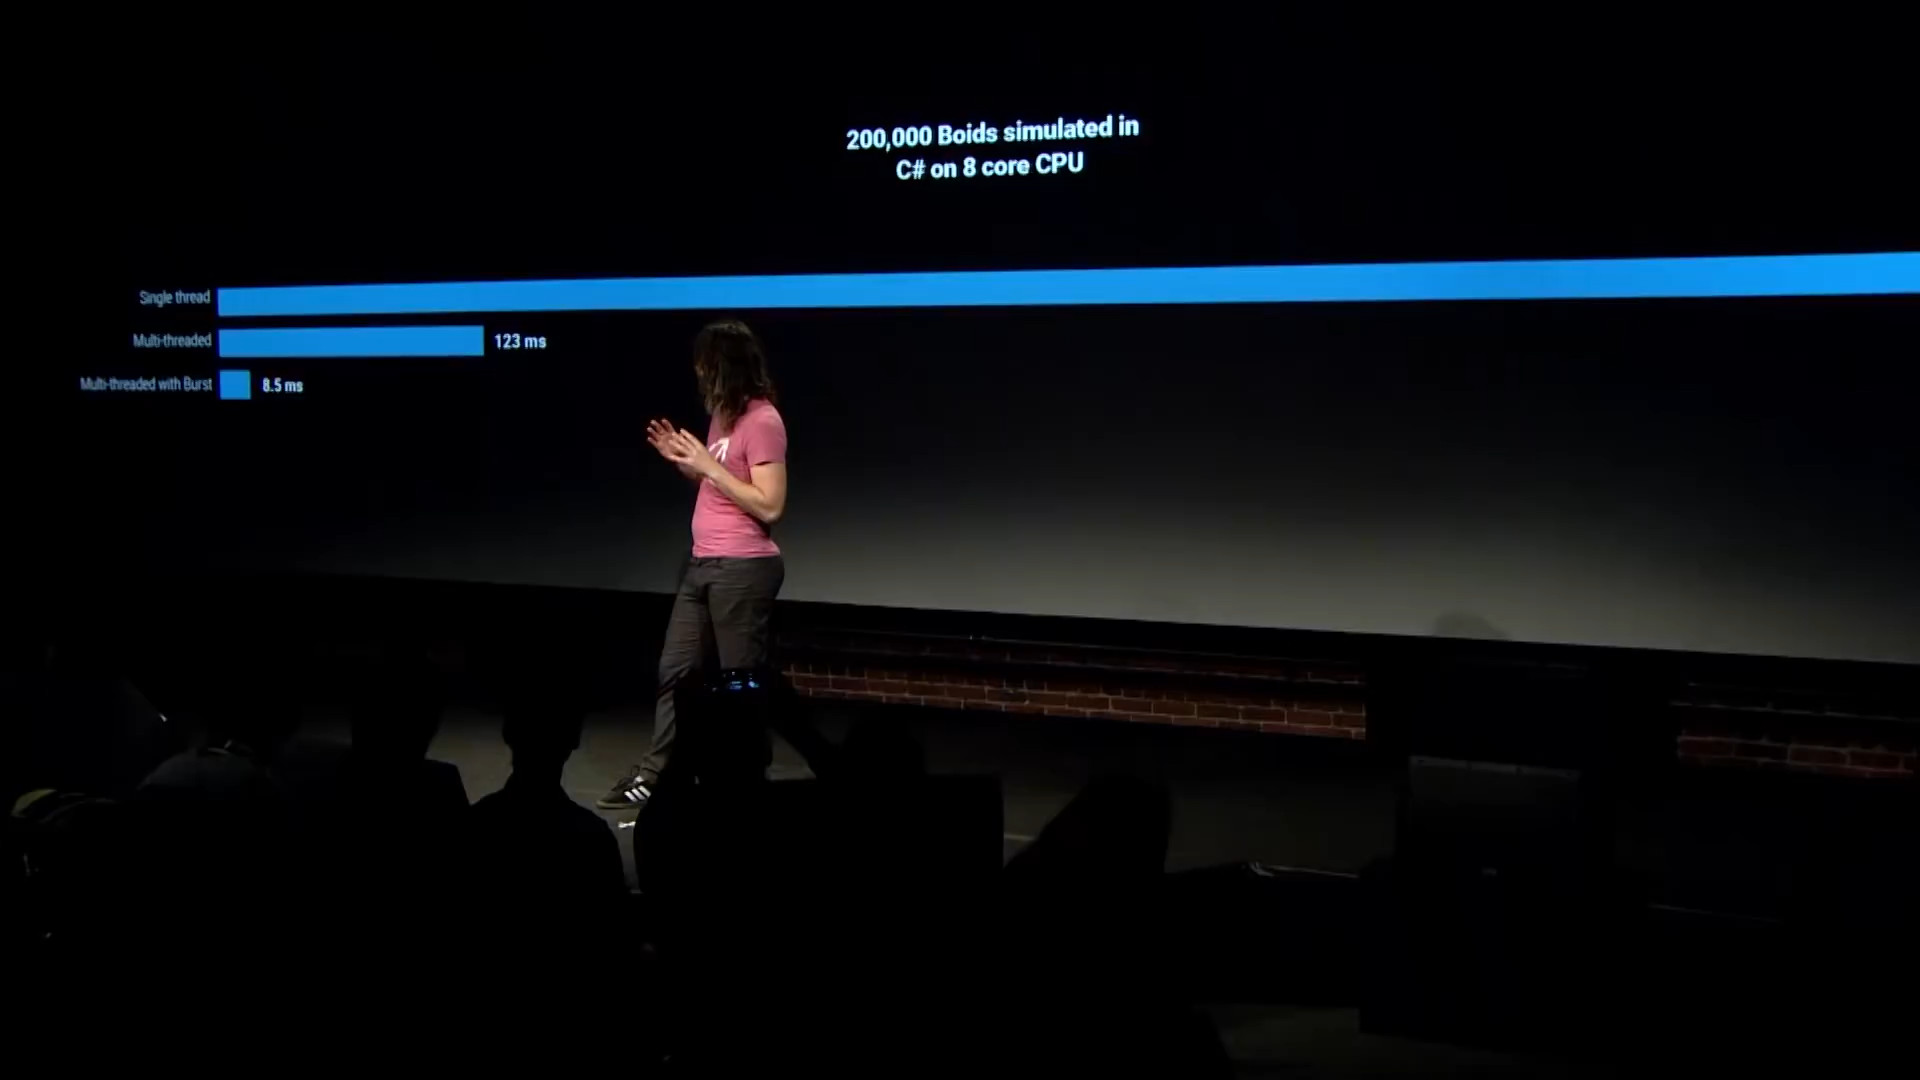 200,000 Boids simulated in
C# on 8 core CPU
Single thread
Multi-threaded
123 ms
Multi-threaded with Burst
8.5 ms